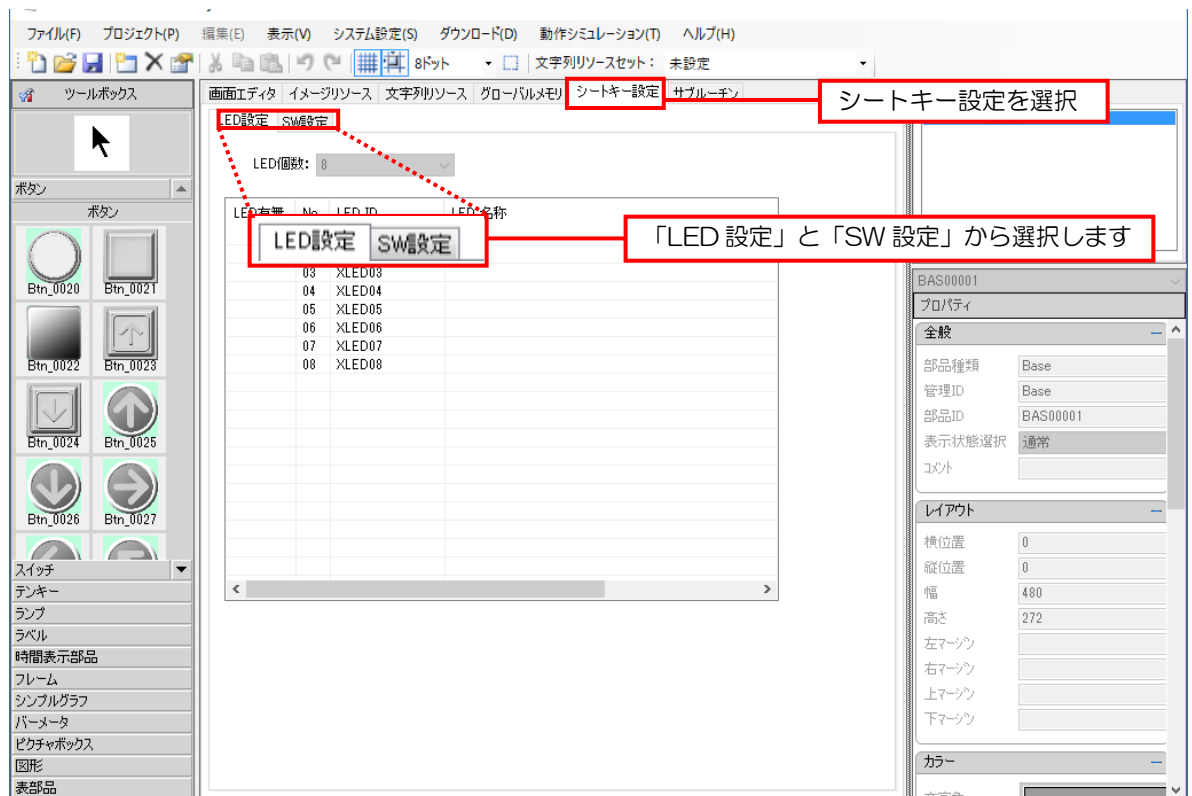 ファイル(F) プロジェクト(P) 編集(E) 表示(V) システム設定(S) ダウンロード(D) 動作シミュレーション(T) ヘルプ(H)
8ドット 文字列リソースセット： 未設定
ツールボックス
画面エディタ イメージリソース 文字列リソース グローバルメモリ シートキー設定 サブルーチン
シートキー設定を選択
LED設定 SW設定
LED個数: 8
LED有無 No LED ID LED 名称
LED設定 SW設定
「LED 設定」と「SW 設定」から選択します
03 XLED03
04 XLED04
05 XLED05
06 XLED06
07 XLED07
08 XLED08
ボタン
ボタン
Btn_0020 Btn_0021
Btn_0022 Btn_0023
Btn_0024 Btn_0025
Btn_0026 Btn_0027
スイッチ
テンキー
ランプ
ラベル
時間表示部品
フレーム
シンプルグラフ
バーメータ
ピクチャボックス
図形
表部品
BAS00001
プロパティ
全般
部品種類 Base
管理ID Base
部品ID BAS00001
表示状態選択 通常
コメント
レイアウト
横位置 0
縦位置 0
幅 480
高さ 272
左マージン
右マージン
上マージン
下マージン
カラー